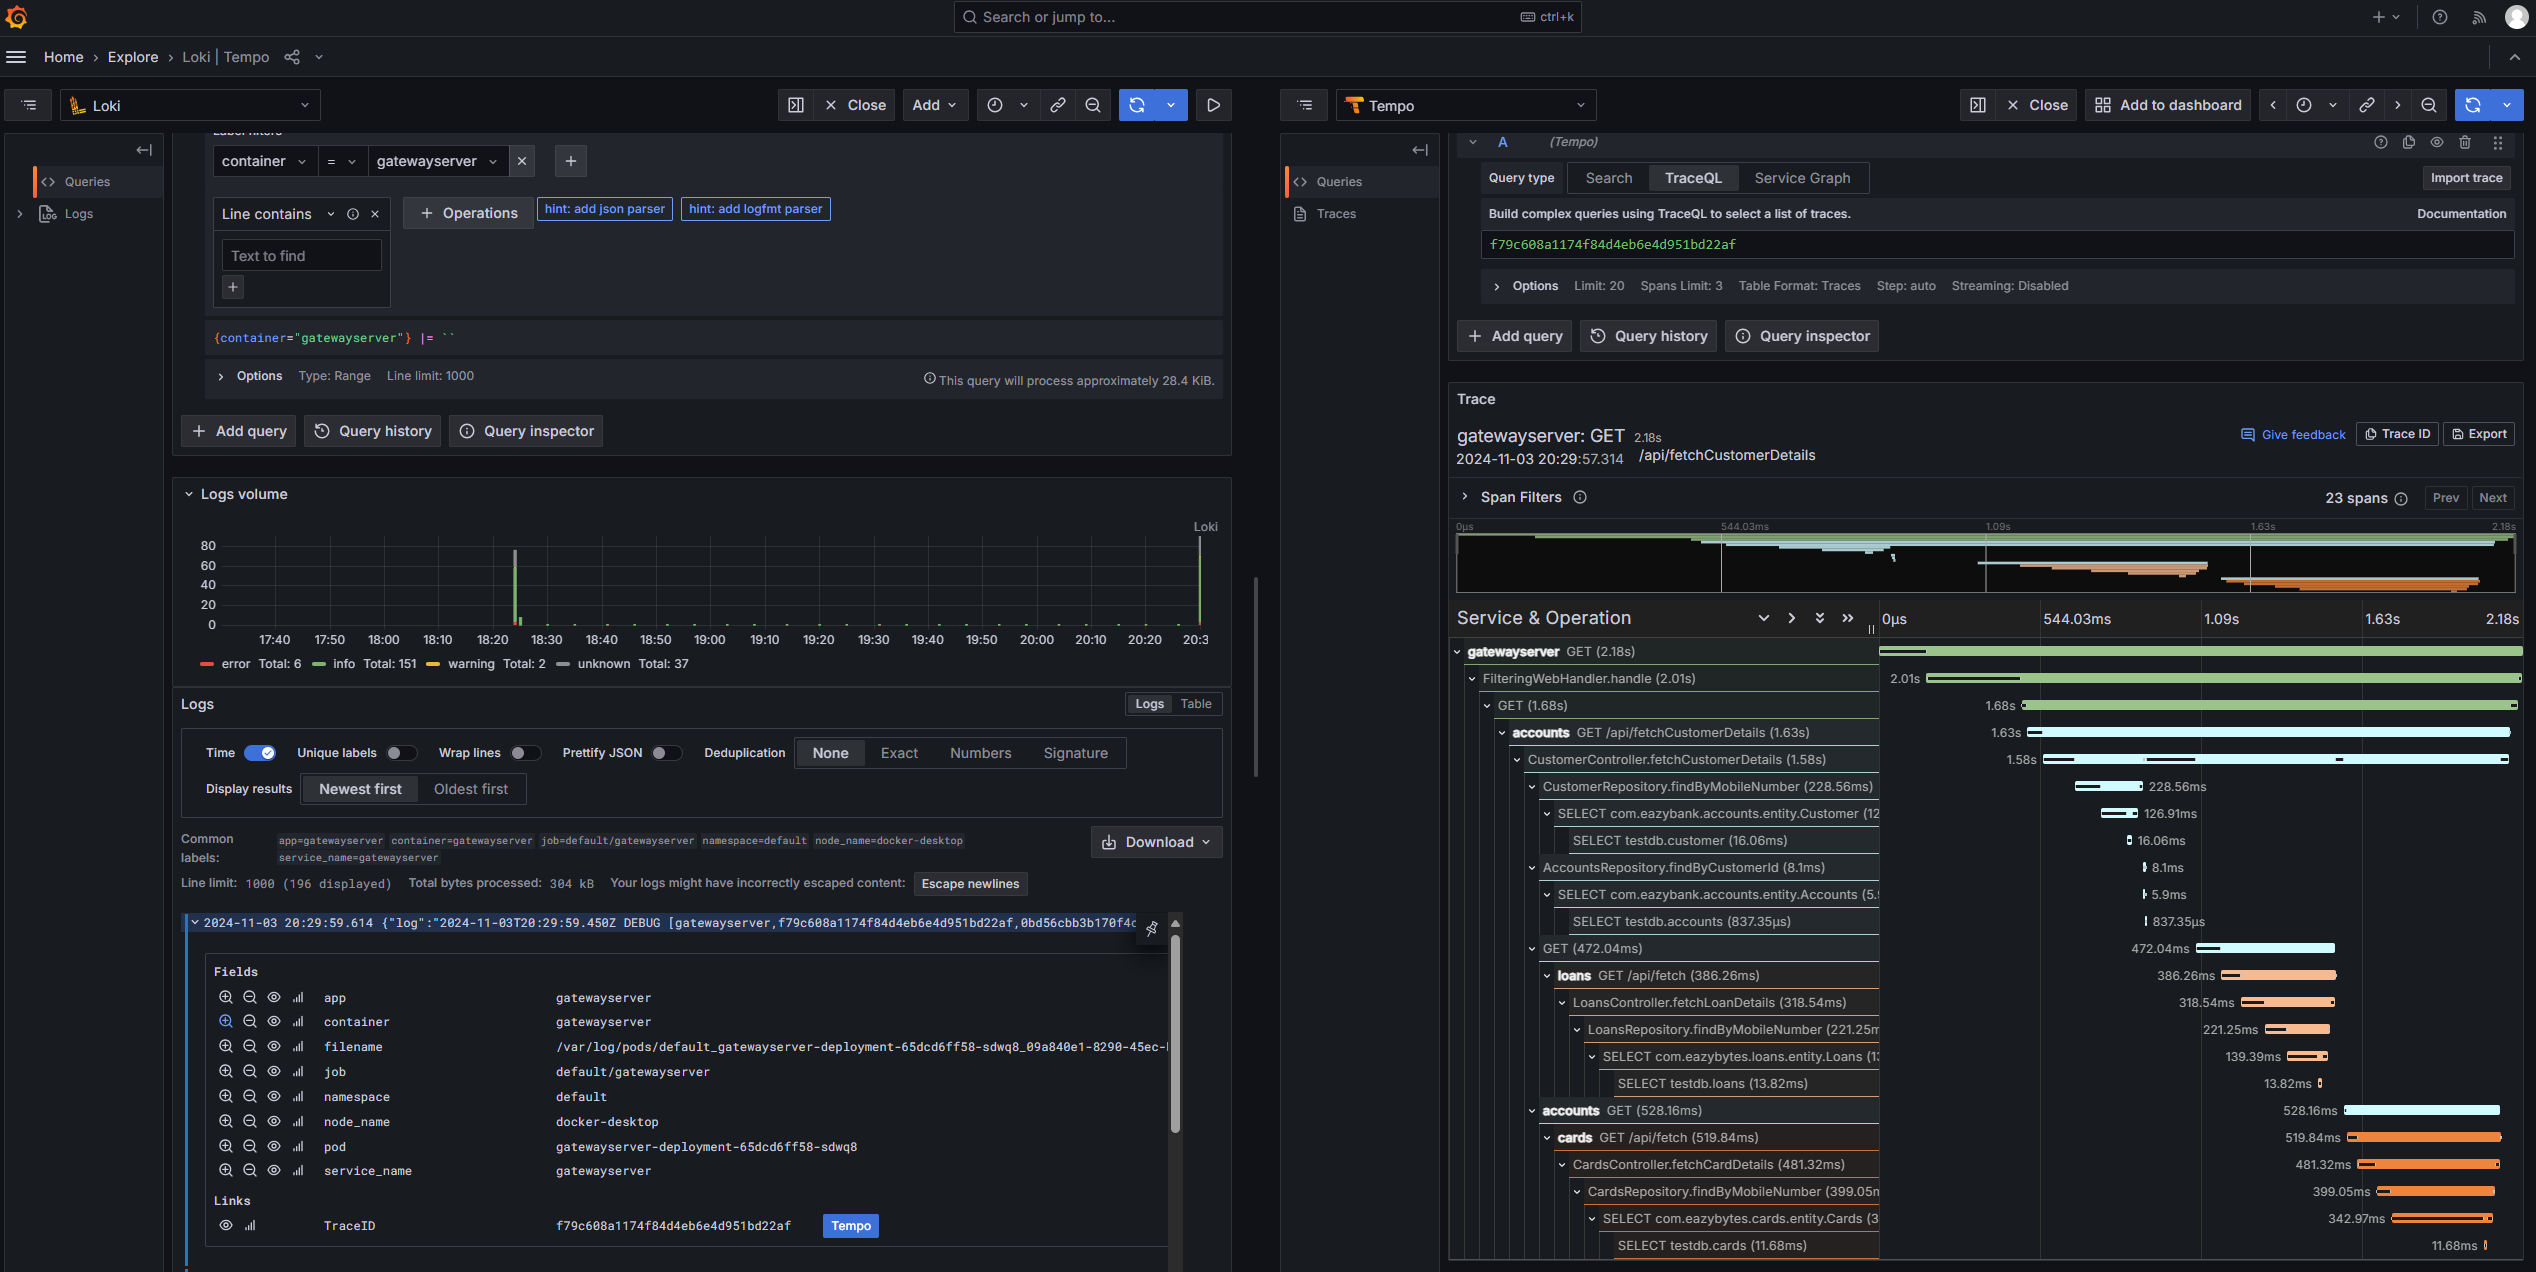 Search or jump to...
ctrl+k
Home › Explore › Loki | Tempo
Loki
Close
Add
Queries
Logs
Label filters
container
=
gatewayserver
Line contains
Text to find
Operations
hint: add json parser
hint: add logfmt parser
{container="gatewayserver"} |= ``
Options Type: Range Line limit: 1000
This query will process approximately 28.4 KiB.
Add query
Query history
Query inspector
Logs volume
Loki
80
60
40
20
0
17:40 17:50 18:00 18:10 18:20 18:30 18:40 18:50 19:00 19:10 19:20 19:30 19:40 19:50 20:00 20:10 20:20 20:3
error Total: 6 info Total: 151 warning Total: 2 unknown Total: 37
Logs
Logs Table
Time Unique labels Wrap lines Prettify JSON Deduplication None Exact Numbers Signature
Display results Newest first Oldest first
Common labels:
app=gatewayserver container=gatewayserver job=default/gatewayserver namespace=default node_name=docker-desktop
service_name=gatewayserver
Download
Line limit: 1000 (196 displayed) Total bytes processed: 304 kB Your logs might have incorrectly escaped content: Escape newlines
2024-11-03 20:29:59.614 {"log":"2024-11-03T20:29:59.450Z DEBUG [gatewayserver,f79c608a1174f84d4eb6e4d951bd22af,0bd56cbb3b170f4c
Fields
app gatewayserver
container gatewayserver
filename /var/log/pods/default_gatewayserver-deployment-65dcd6ff58-sdwq8_09a840e1-8290-45ec-
job default/gatewayserver
namespace default
node_name docker-desktop
pod gatewayserver-deployment-65dcd6ff58-sdwq8
service_name gatewayserver
Links
TraceID f79c608a1174f84d4eb6e4d951bd22af Tempo
Tempo
Close
Add to dashboard
Queries
Traces
A (Tempo)
Query type Search TraceQL Service Graph
Import trace
Build complex queries using TraceQL to select a list of traces.
Documentation
f79c608a1174f84d4eb6e4d951bd22af
Options Limit: 20 Spans Limit: 3 Table Format: Traces Step: auto Streaming: Disabled
Add query
Query history
Query inspector
Trace
gatewayserver: GET 2.18s
2024-11-03 20:29:57.314 /api/fetchCustomerDetails
Give feedback
Trace ID
Export
Span Filters
23 spans
Prev Next
0µs 544.03ms 1.09s 1.63s 2.18s
Service & Operation
0µs 544.03ms 1.09s 1.63s 2.18s
gatewayserver GET (2.18s)
FilteringWebHandler.handle (2.01s) 2.01s
GET (1.68s) 1.68s
accounts GET /api/fetchCustomerDetails (1.63s) 1.63s
CustomerController.fetchCustomerDetails (1.58s) 1.58s
CustomerRepository.findByMobileNumber (228.56ms) 228.56ms
SELECT com.eazybank.accounts.entity.Customer (12 126.91ms
SELECT testdb.customer (16.06ms) 16.06ms
AccountsRepository.findByCustomerId (8.1ms) 8.1ms
SELECT com.eazybank.accounts.entity.Accounts (5.9 5.9ms
SELECT testdb.accounts (837.35µs) 837.35µs
GET (472.04ms) 472.04ms
loans GET /api/fetch (386.26ms) 386.26ms
LoansController.fetchLoanDetails (318.54ms) 318.54ms
LoansRepository.findByMobileNumber (221.25m 221.25ms
SELECT com.eazybytes.loans.entity.Loans (13 139.39ms
SELECT testdb.loans (13.82ms) 13.82ms
accounts GET (528.16ms) 528.16ms
cards GET /api/fetch (519.84ms) 519.84ms
CardsController.fetchCardDetails (481.32ms) 481.32ms
CardsRepository.findByMobileNumber (399.05m 399.05ms
SELECT com.eazybytes.cards.entity.Cards (3 342.97ms
SELECT testdb.cards (11.68ms) 11.68ms